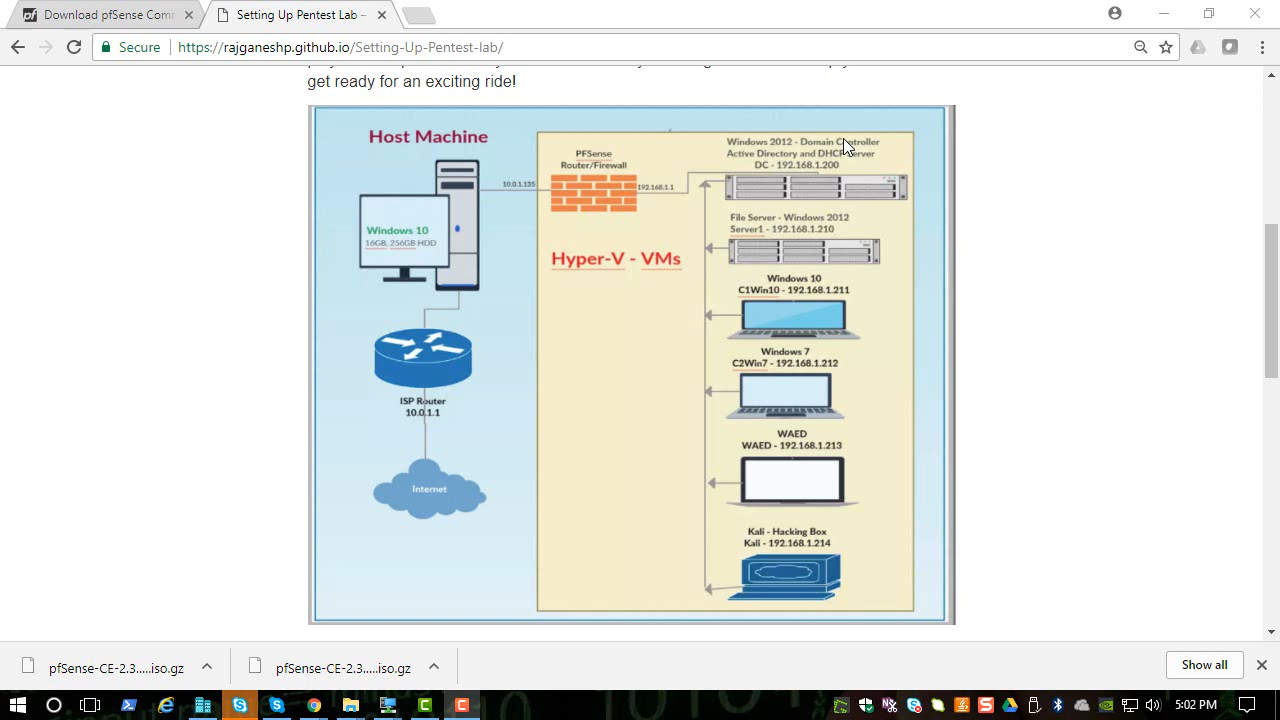 Download pfSense Com
Setting Up Pentest Lab –
Secure
https://rajganeshp.github.io/Setting-Up-Pentest-lab/
get ready for an exciting ride!
Host Machine
Windows 10
16GB, 256GB HDD
ISP Router
10.0.1.1
Internet
10.0.1.135
PFSense
Router/Firewall
192.168.1.1
Hyper-V - VMs
Windows 2012 - Domain Controller
Active Directory and DHCP Server
DC - 192.168.1.200
File Server - Windows 2012
Server1 - 192.168.1.210
Windows 10
C1Win10 - 192.168.1.211
Windows 7
C2Win7 - 192.168.1.212
WAED
WAED - 192.168.1.213
Kali - Hacking Box
Kali - 192.168.1.214
pfSense-CE-2.3.....iso.gz
pfSense-CE-2.3.....iso.gz
Show all
5:02 PM